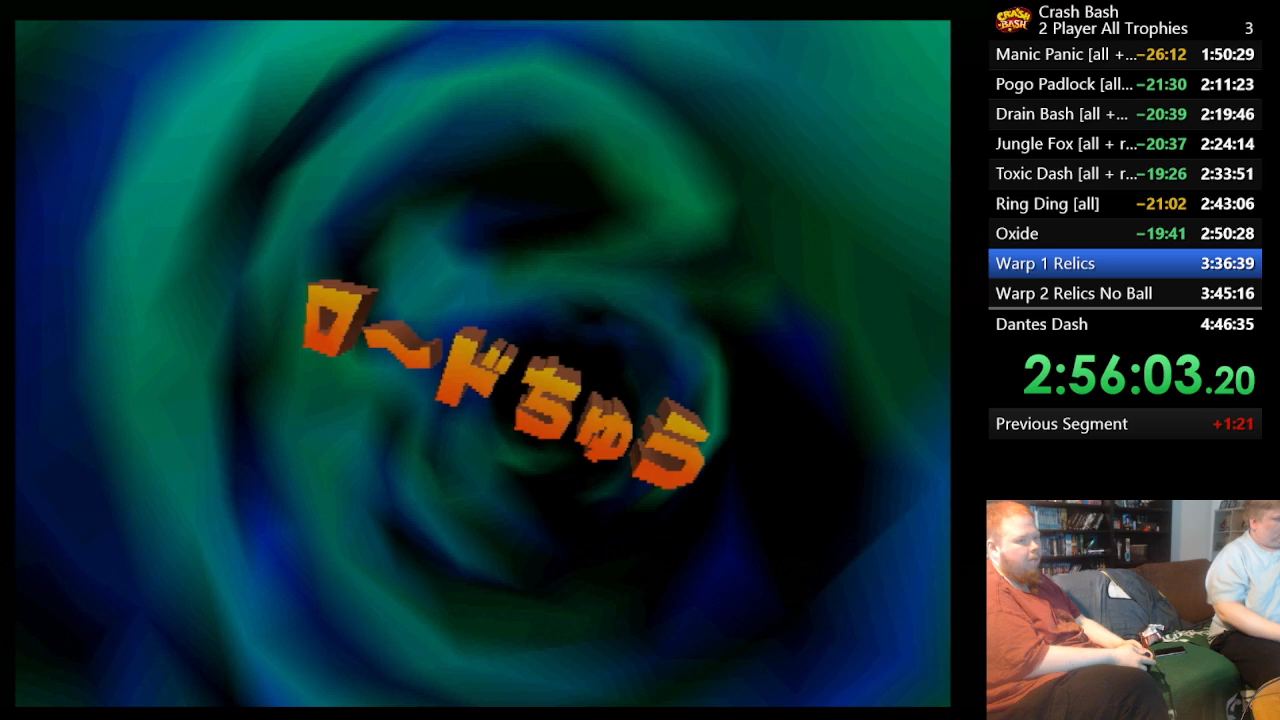 ロ〜ドちゅう
CRASH BASH
Crash Bash
2 Player All Trophies 3
Manic Panic [all +... −26:12 1:50:29
Pogo Padlock [all... −21:30 2:11:23
Drain Bash [all +... −20:39 2:19:46
Jungle Fox [all + r... −20:37 2:24:14
Toxic Dash [all + r... −19:26 2:33:51
Ring Ding [all] −21:02 2:43:06
Oxide −19:41 2:50:28
Warp 1 Relics 3:36:39
Warp 2 Relics No Ball 3:45:16
Dantes Dash 4:46:35
2:56:03.20
Previous Segment +1:21